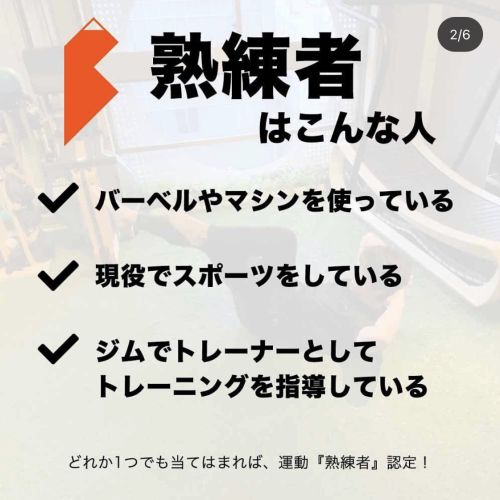 2/6
熟練者
はこんな人
バーベルやマシンを使っている
現役でスポーツをしている
ジムでトレーナーとして
トレーニングを指導している
どれか1つでも当てはまれば、運動『熟練者』認定！